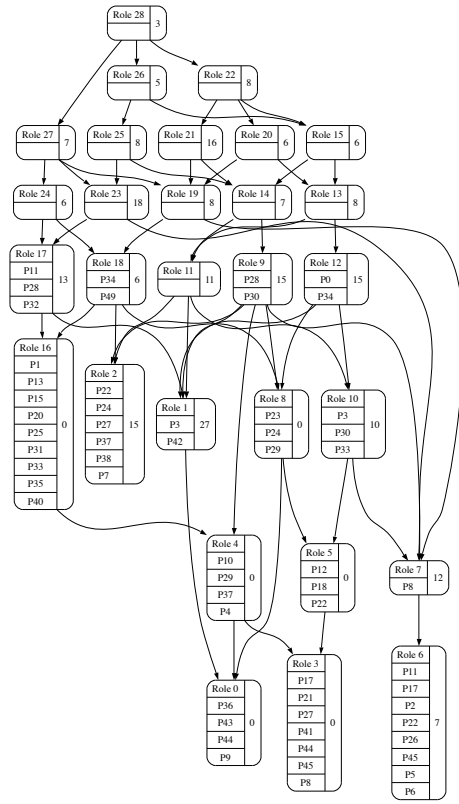 Role 28
3
Role 26
5
Role 22
8
Role 27
7
Role 25
8
Role 21
16
Role 20
6
Role 15
6
Role 24
6
Role 23
18
Role 19
8
Role 14
7
Role 13
8
Role 17
P11
P28
P32
13
Role 18
P34
P49
6
Role 11
11
Role 9
P28
P30
15
Role 12
P0
P34
15
Role 16
P1
P13
P15
P20
P25
P31
P33
P35
P40
0
Role 2
P22
P24
P27
P37
P38
P7
15
Role 1
P3
P42
27
Role 8
P23
P24
P29
0
Role 10
P3
P30
P33
10
Role 4
P10
P29
P37
P4
0
Role 5
P12
P18
P22
0
Role 7
P8
12
Role 0
P36
P43
P44
P9
0
Role 3
P17
P21
P27
P41
P44
P45
P8
0
Role 6
P11
P17
P2
P22
P26
P45
P5
P6
7